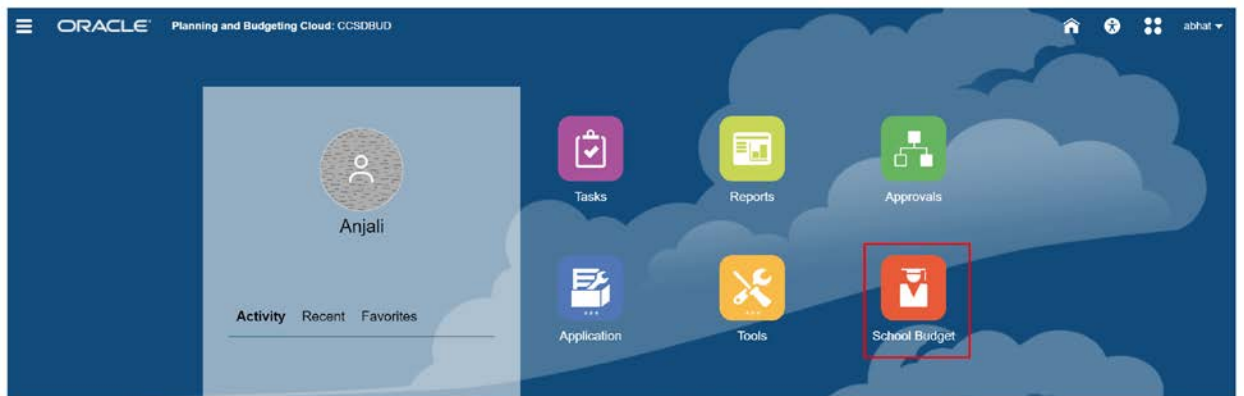 ORACLE Planning and Budgeting Cloud: CCSDBUD abhat
Anjali
Activity Recent Favorites
Tasks Reports Approvals
Application Tools School Budget